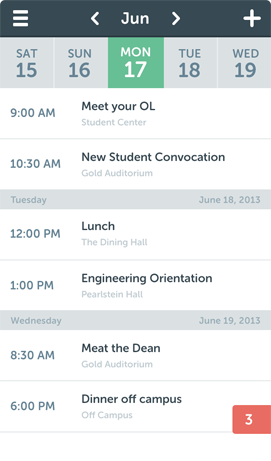 Jun
SAT SUN MON TUE WED
15 16 17 18 19
9:00 AM Meet your OL
Student Center
10:30 AM New Student Convocation
Gold Auditorium
Tuesday June 18, 2013
12:00 PM Lunch
The Dining Hall
1:00 PM Engineering Orientation
Pearlstein Hall
Wednesday June 19, 2013
8:30 AM Meat the Dean
Gold Auditorium
6:00 PM Dinner off campus
Off Campus
3